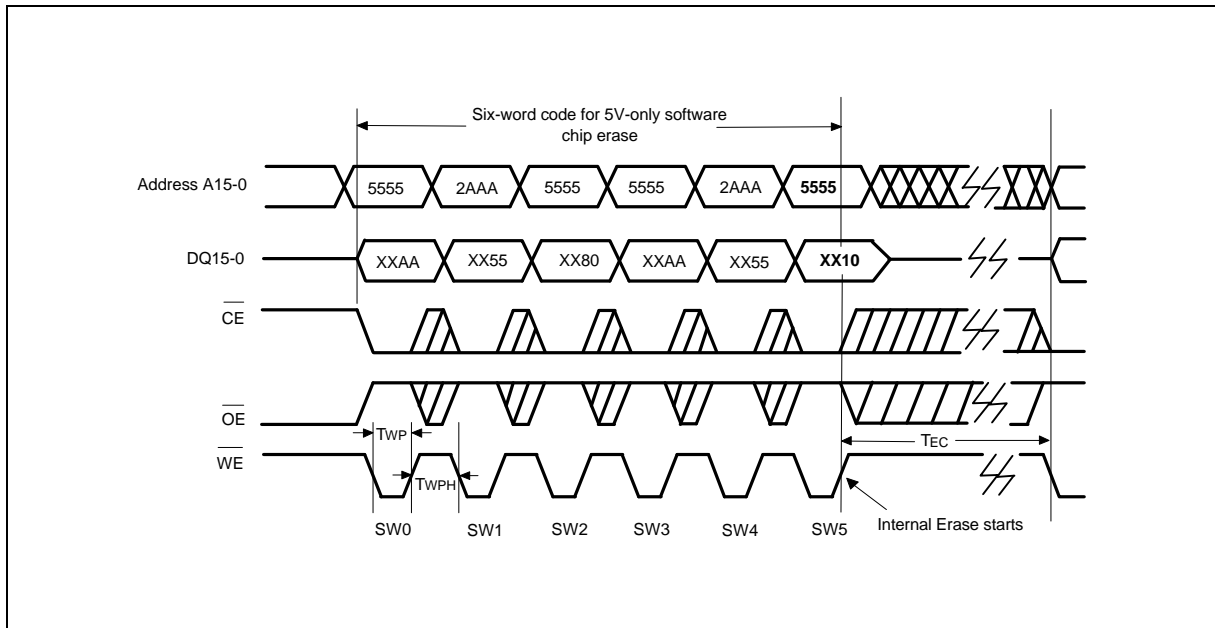 Six-word code for 5V-only software
chip erase
Address A15-0
5555
2AAA
5555
5555
2AAA
5555
DQ15-0
XXAA
XX55
XX80
XXAA
XX55
XX10
CE
OE
TWP
TEC
WE
TWPH
Internal Erase starts
SW0
SW1
SW2
SW3
SW4
SW5